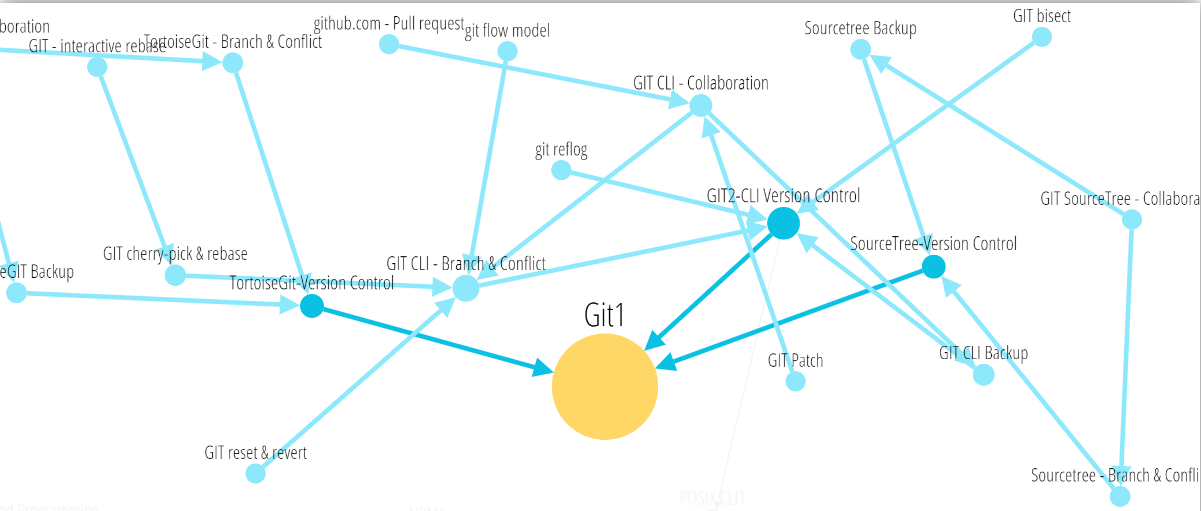 GIT bisect
github.com - Pull request
boration
Sourcetree Backup
git flow model
TortoiseGit - Branch & Conflict
GIT - interactive rebase
GIT CLI - Collaboration
git reflog
GIT2-CLI Version Control
GIT SourceTree - Collabora
SourceTree-Version Control
GIT cherry-pick & rebase
GIT CLI - Branch & Conflict
eGIT Backup
TortoiseGit-Version Control
Git1
GIT CLI Backup
GIT Patch
GIT reset & revert
Sourcetree - Branch & Confli
POSIX CLI1